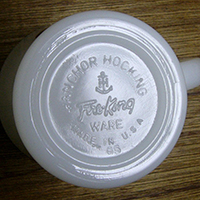 ANCHOR HOCKING
Fire-King
WARE
MADE IN U.S.A